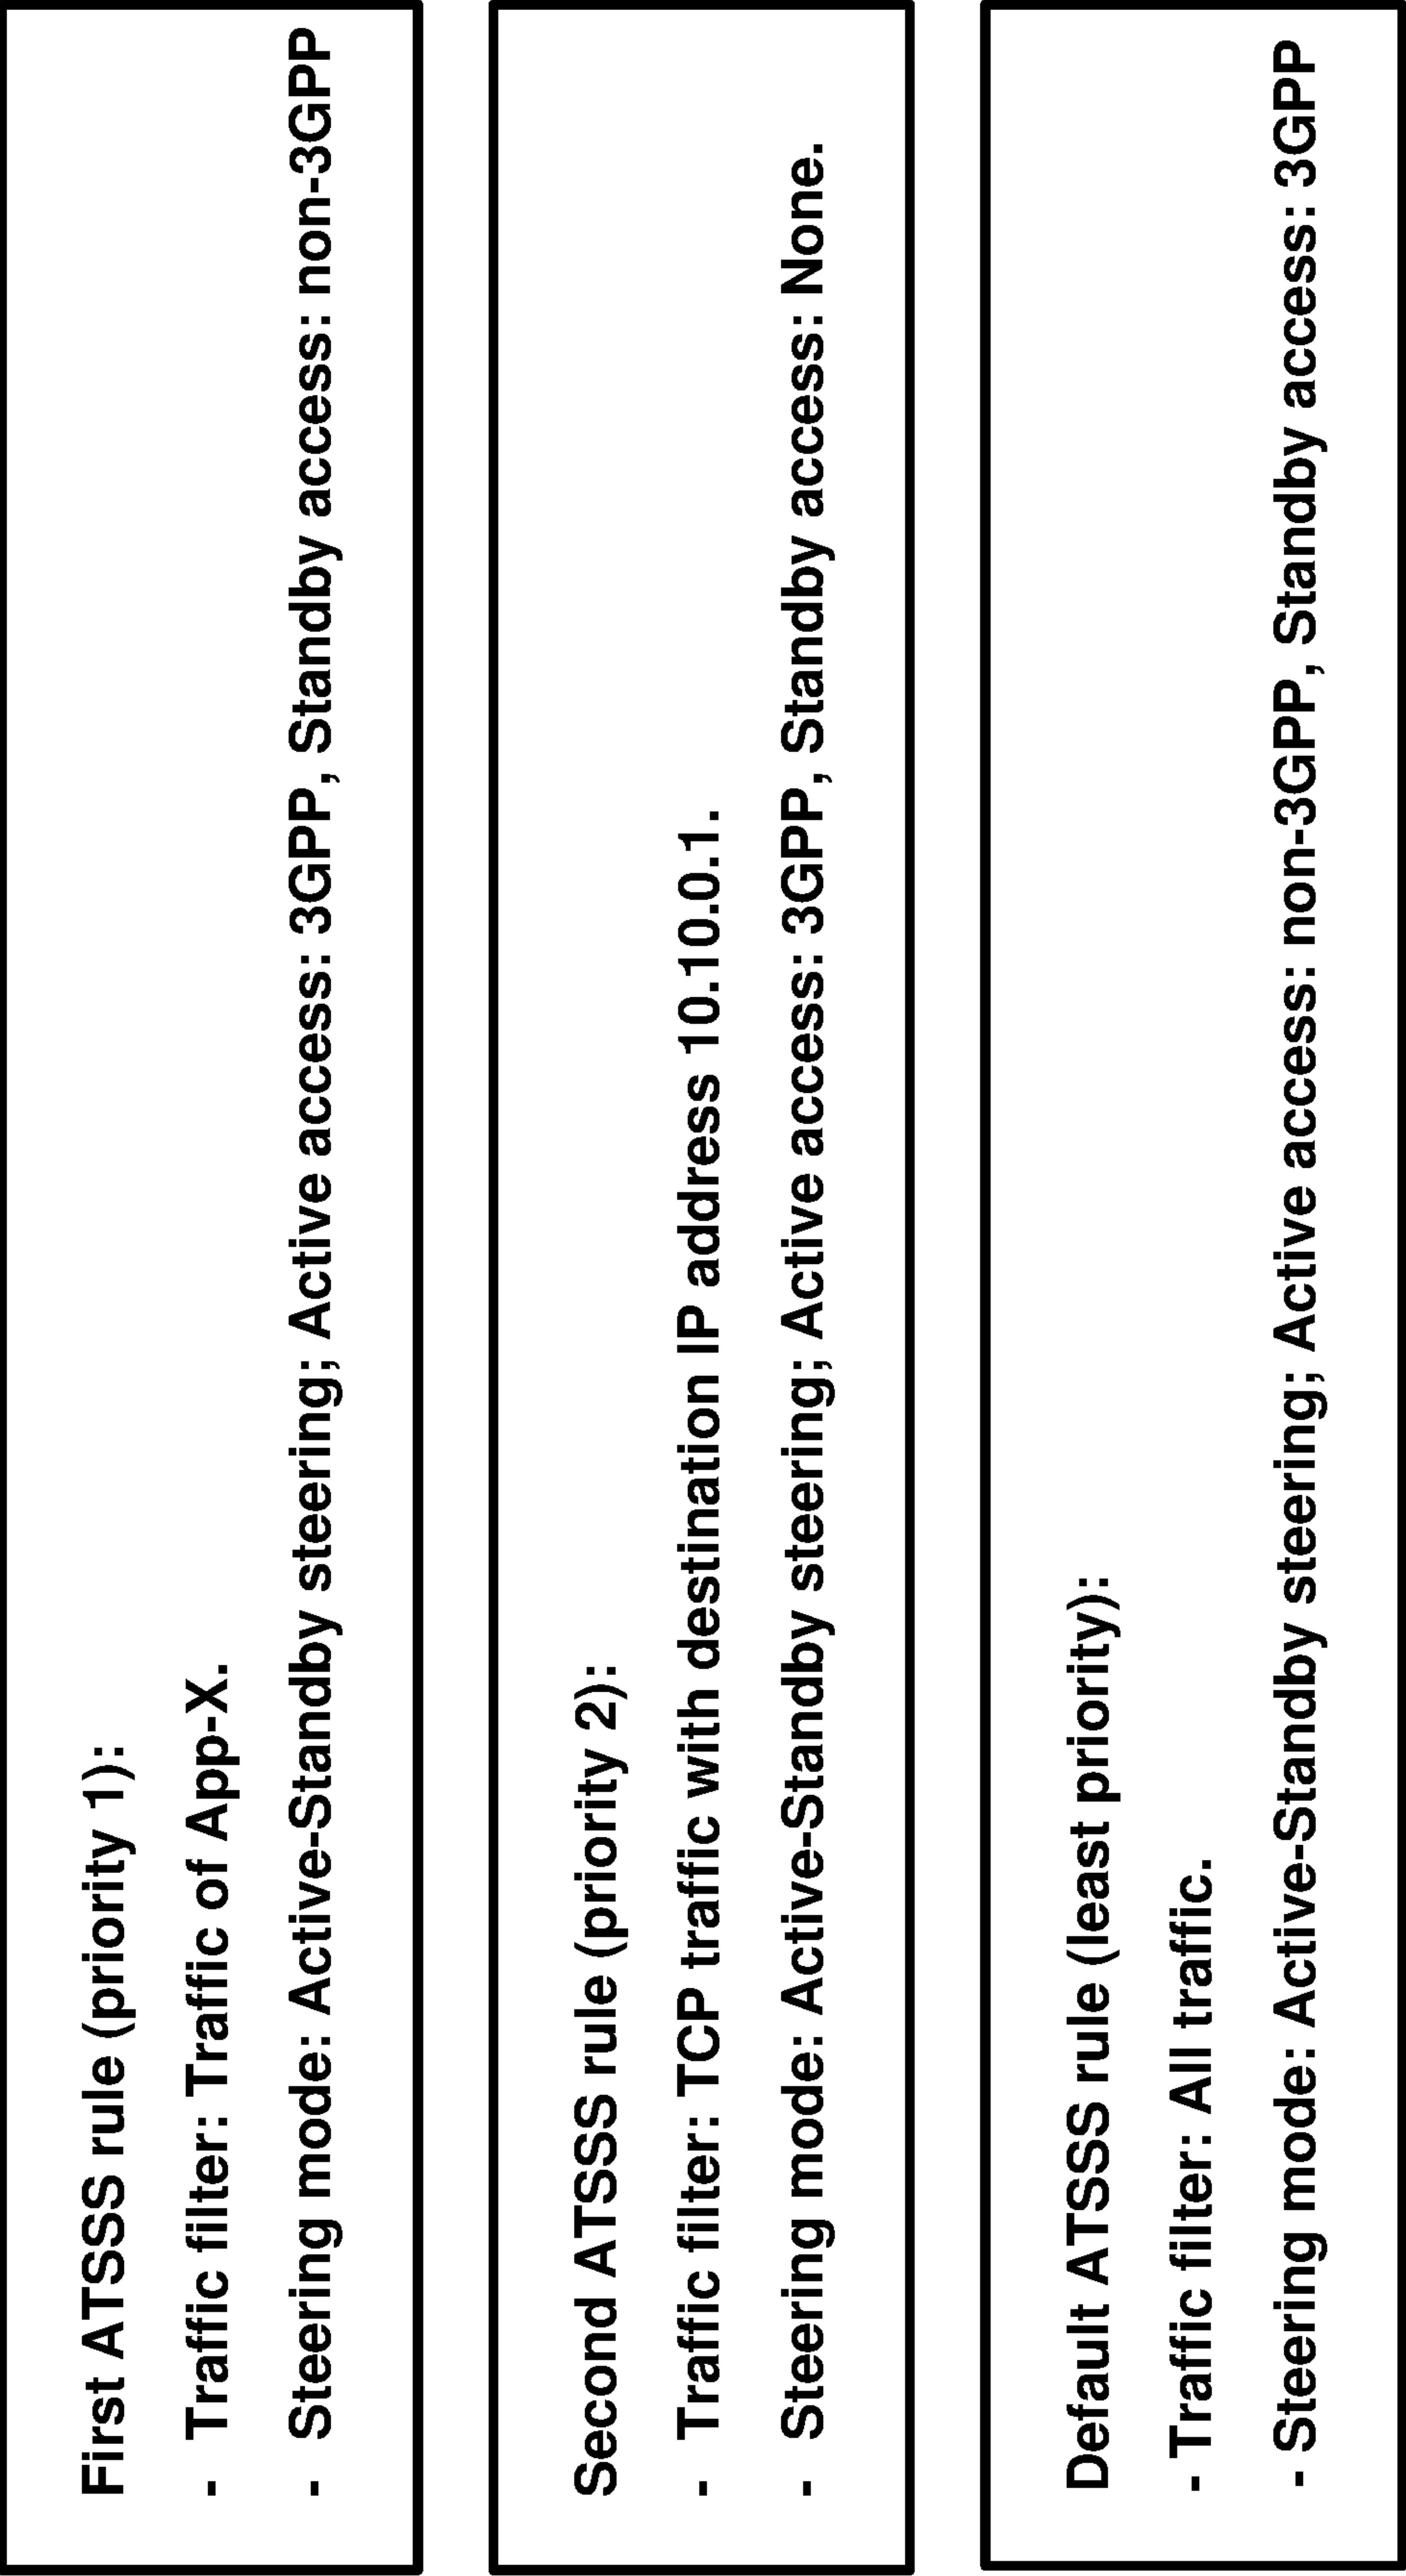 First ATSSS rule (priority 1):
- Traffic filter: Traffic of App-X.
- Steering mode: Active-Standby steering; Active access: 3GPP, Standby access: non-3GPP
Second ATSSS rule (priority 2):
- Traffic filter: TCP traffic with destination IP address 10.10.0.1.
- Steering mode: Active-Standby steering; Active access: 3GPP, Standby access: None.
Default ATSSS rule (least priority):
- Traffic filter: All traffic.
- Steering mode: Active-Standby steering; Active access: non-3GPP, Standby access: 3GPP